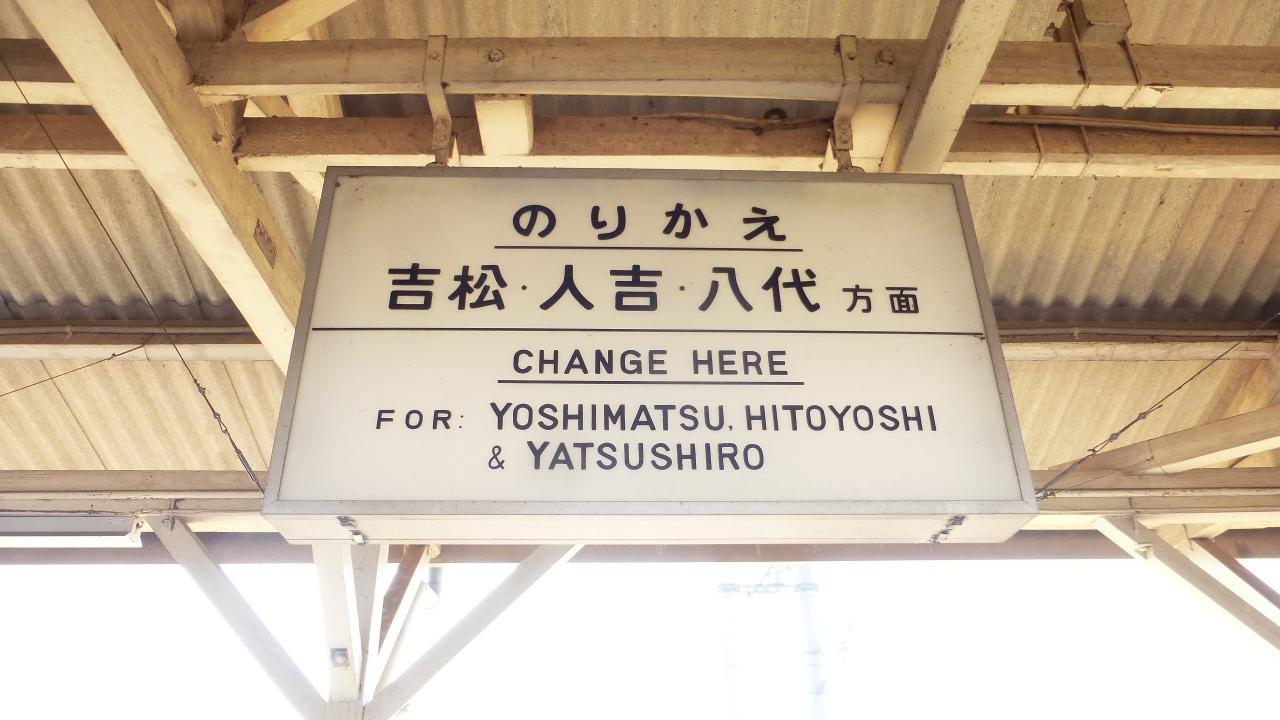 のりかえ
吉松・人吉・八代 方面
CHANGE HERE
FOR: YOSHIMATSU, HITOYOSHI
& YATSUSHIRO